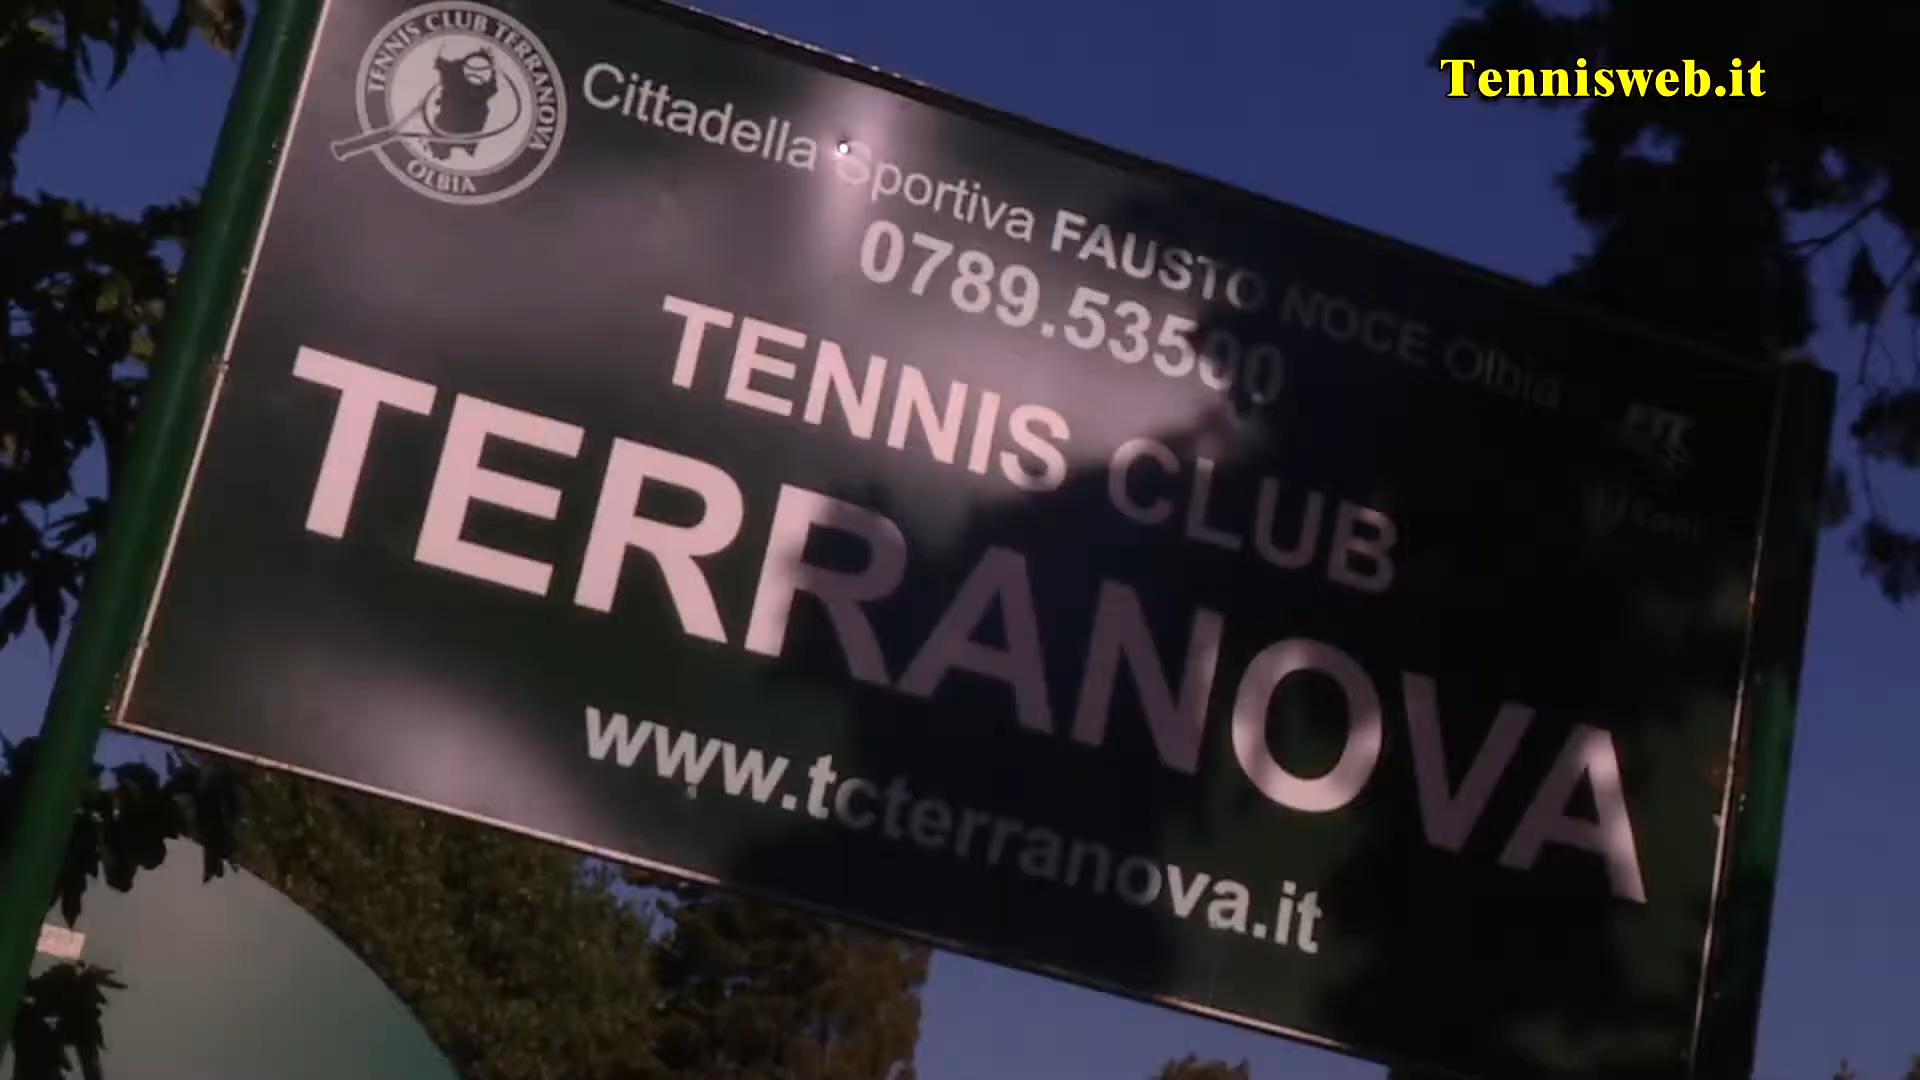 Tennisweb.it
TENNIS CLUB TERRANOVA
OLBIA
Cittadella Sportiva FAUSTO NOCE Olbia
0789.53500
TENNIS CLUB
TERRANOVA
www.tcterranova.it